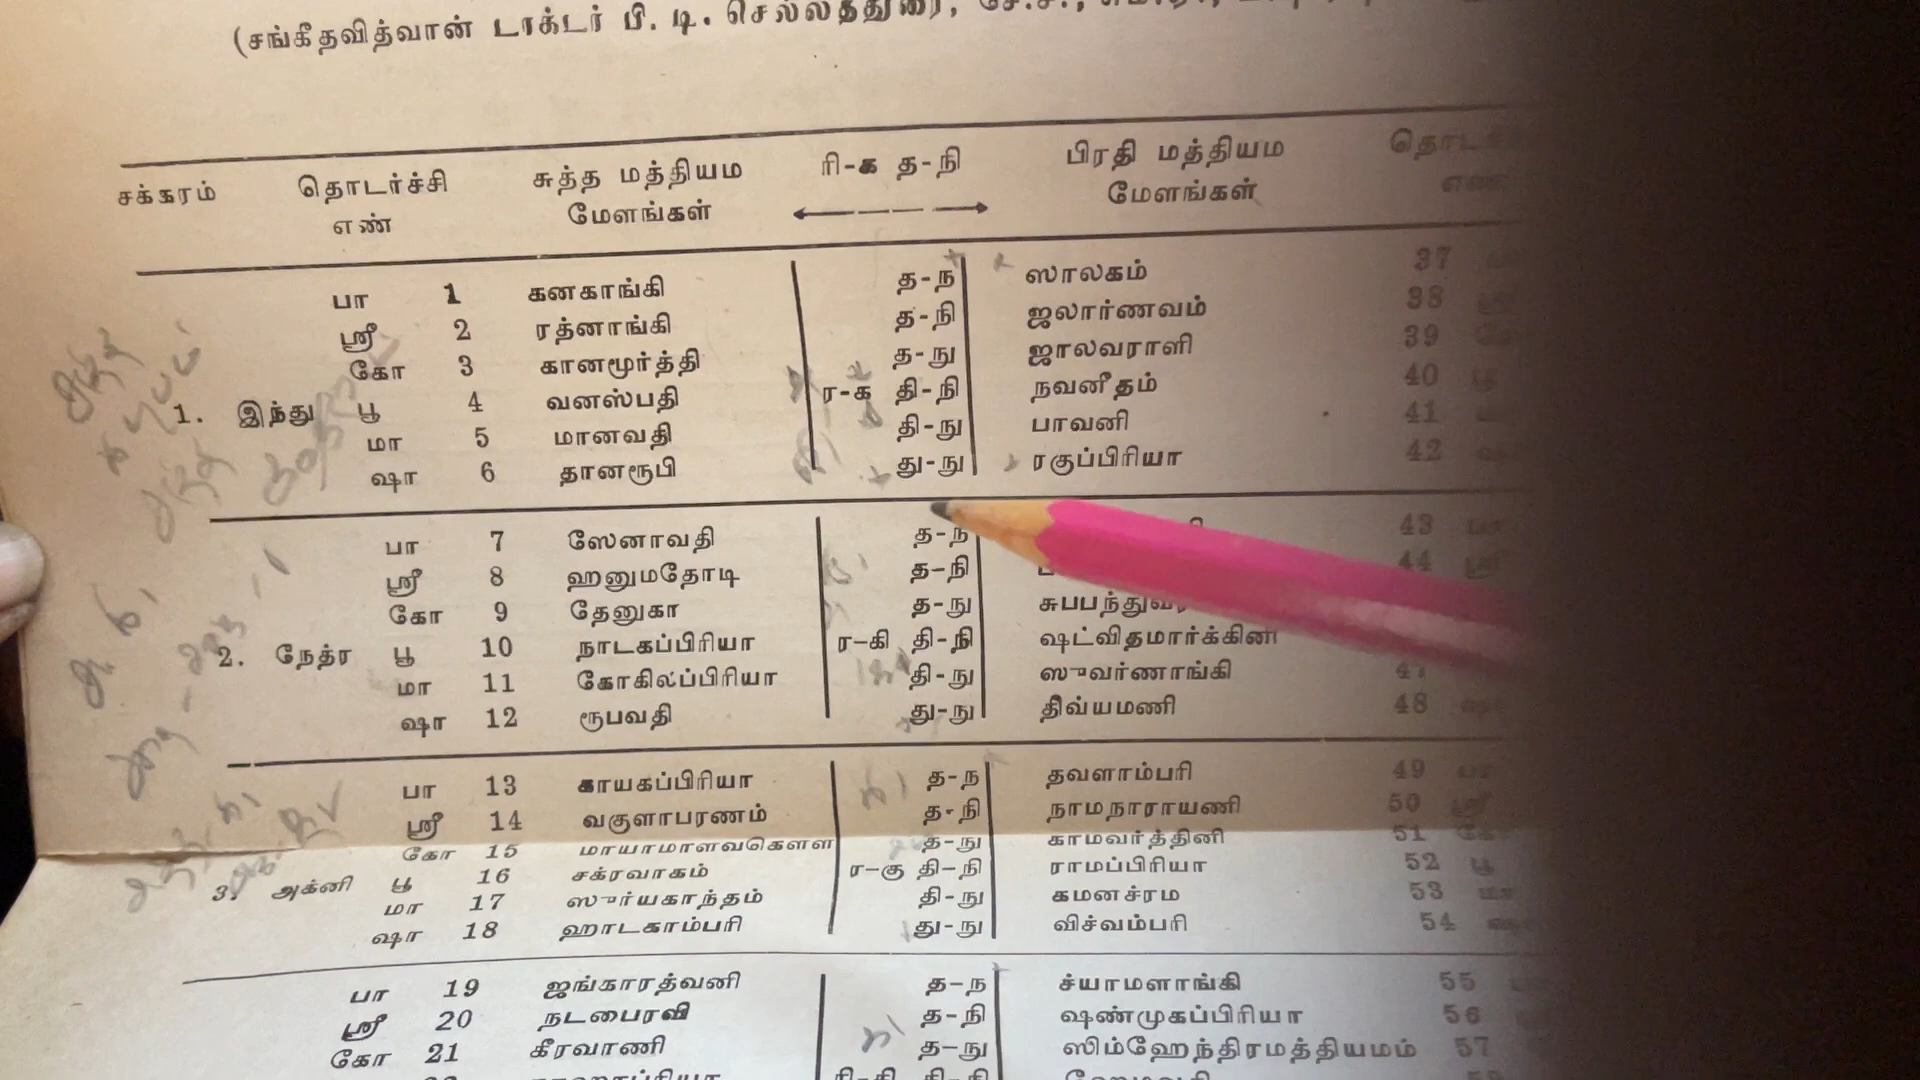 (சங்கீதவித்வான் டாக்டர் பி. டி. செல்லத்துரை,
சக்கரம் தொடர்ச்சி எண் சுத்த மத்தியம மேளங்கள் ரி-க த-நி பிரதி மத்தியம மேளங்கள்
பா 1 கனகாங்கி த-ந ஸாலகம் 37
ஸ்ரீ 2 ரத்னாங்கி த-நி ஜலார்ணவம் 38
கோ 3 கானமூர்த்தி த-நு ஜாலவராளி 39
1. இந்து பூ 4 வனஸ்பதி ர-க தி-நி நவனீதம் 40
மா 5 மானவதி தி-நு பாவனி 41
ஷா 6 தானரூபி து-நு ரகுப்பிரியா 42
பா 7 ஸேனாவதி த-ந 43
ஸ்ரீ 8 ஹனுமதோடி த-நி 44
கோ 9 தேனுகா த-நு
2. நேத்ர பூ 10 நாடகப்பிரியா ர-கி தி-நி ஷட்விதமார்க்கினி
மா 11 கோகிலப்பிரியா தி-நு ஸுவர்ணாங்கி 47
ஷா 12 ரூபவதி து-நு திவ்யமணி 48
பா 13 காயகப்பிரியா த-ந தவளாம்பரி 49
ஸ்ரீ 14 வகுளாபரணம் த-நி நாமநாராயணி 50 ஸ்ரீ
கோ 15 மாயாமாளவகௌள த-நு காமவர்த்தினி 51 கோ
3. அக்னி பூ 16 சக்ரவாகம் ர-கு தி-நி ராமப்பிரியா 52 பூ
மா 17 ஸுர்யகாந்தம் தி-நு கமனச்ரம 53 மா
ஷா 18 ஹாடகாம்பரி து-நு விச்வம்பரி 54
பா 19 ஜங்காரத்வனி த-ந ச்யாமளாங்கி 55
ஸ்ரீ 20 நடபைரவி த-நி ஷண்முகப்பிரியா 56
கோ 21 கீரவாணி த-நு ஸிம்ஹேந்திரமத்தியமம் 57